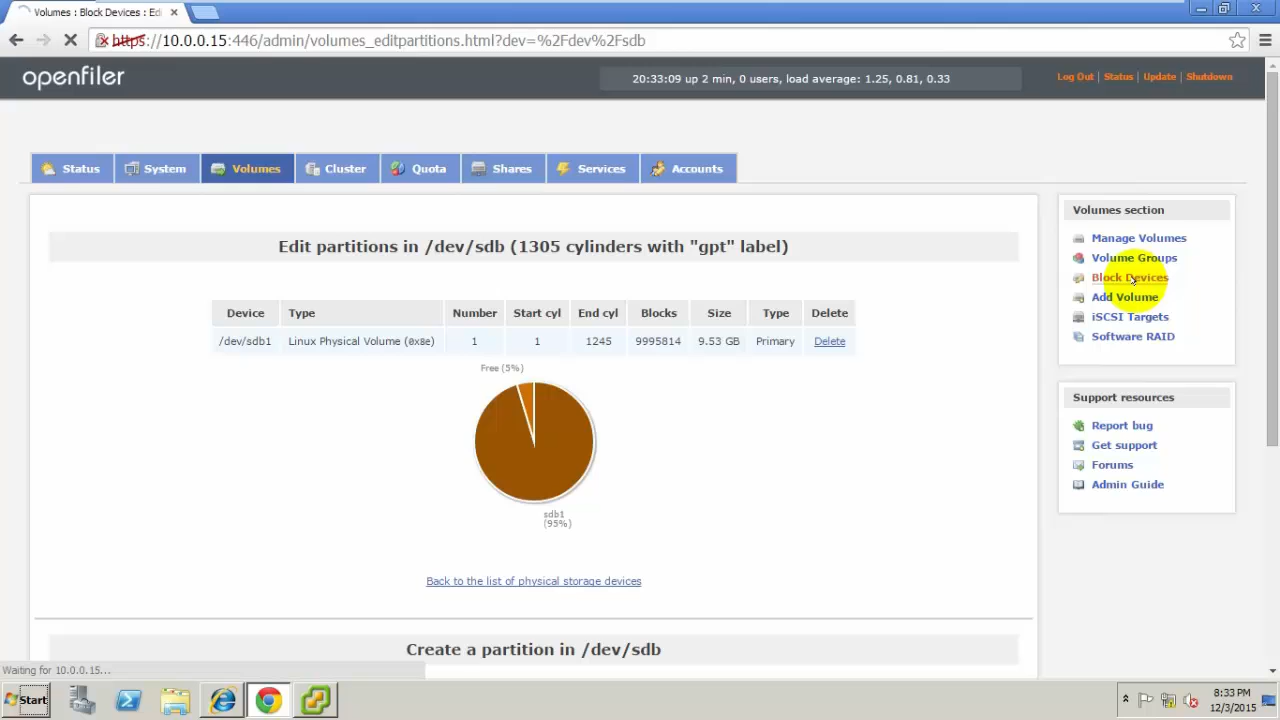 Volumes : Block Devices : Edi
https://10.0.0.15:446/admin/volumes_editpartitions.html?dev=%2Fdev%2Fsdb
openfiler
20:33:09 up 2 min, 0 users, load average: 1.25, 0.81, 0.33
Log Out | Status | Update | Shutdown
Status System Volumes Cluster Quota Shares Services Accounts
Edit partitions in /dev/sdb (1305 cylinders with "gpt" label)
Device Type Number Start cyl End cyl Blocks Size Type Delete
/dev/sdb1 Linux Physical Volume (0x8e) 1 1 1245 9995814 9.53 GB Primary Delete
Free (5%)
sdb1
(95%)
Back to the list of physical storage devices
Create a partition in /dev/sdb
Volumes section
Manage Volumes
Volume Groups
Block Devices
Add Volume
iSCSI Targets
Software RAID
Support resources
Report bug
Get support
Forums
Admin Guide
Waiting for 10.0.0.15...
Start
8:33 PM
12/3/2015